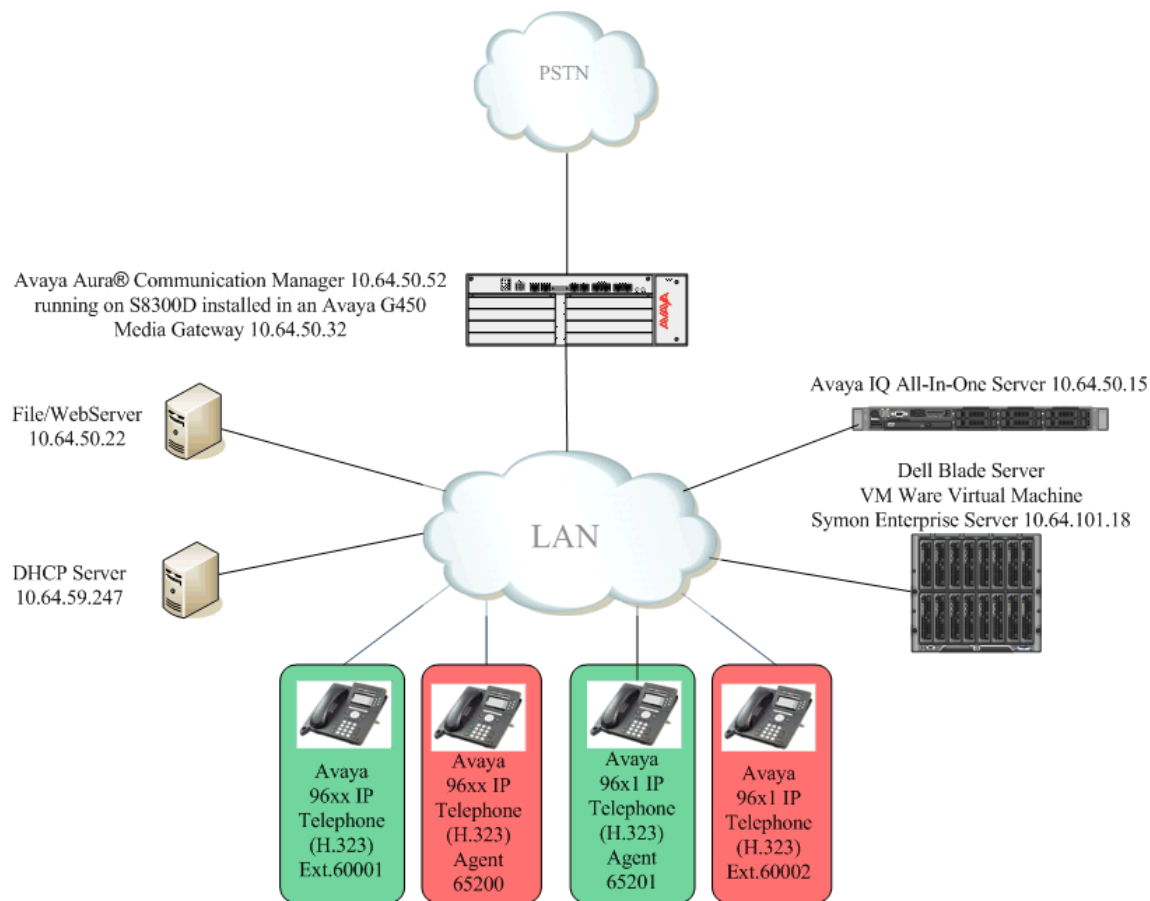 PSTN
Avaya Aura® Communication Manager 10.64.50.52
running on S8300D installed in an Avaya G450
Media Gateway 10.64.50.32
AVAYA
Avaya IQ All-In-One Server 10.64.50.15
File/WebServer
10.64.50.22
Dell Blade Server
VM Ware Virtual Machine
Symon Enterprise Server 10.64.101.18
LAN
DHCP Server
10.64.59.247
Avaya
96xx IP
Telephone
(H.323)
Ext.60001
Avaya
96xx IP
Telephone
(H.323)
Agent
65200
Avaya
96x1 IP
Telephone
(H.323)
Agent
65201
Avaya
96x1 IP
Telephone
(H.323)
Ext.60002